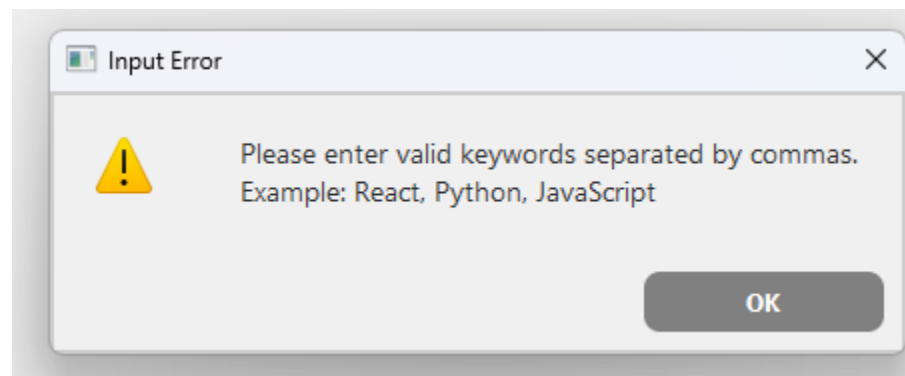 Input Error
Please enter valid keywords separated by commas.
Example: React, Python, JavaScript
OK